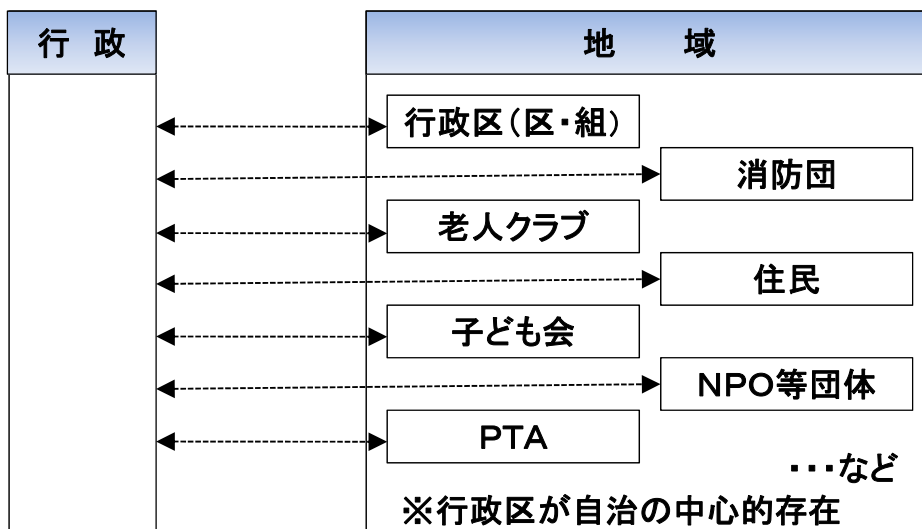 行 政
地 域
行政区(区・組)
消防団
老人クラブ
住民
子ども会
NPO等団体
PTA
・・・など
※行政区が自治の中心的存在